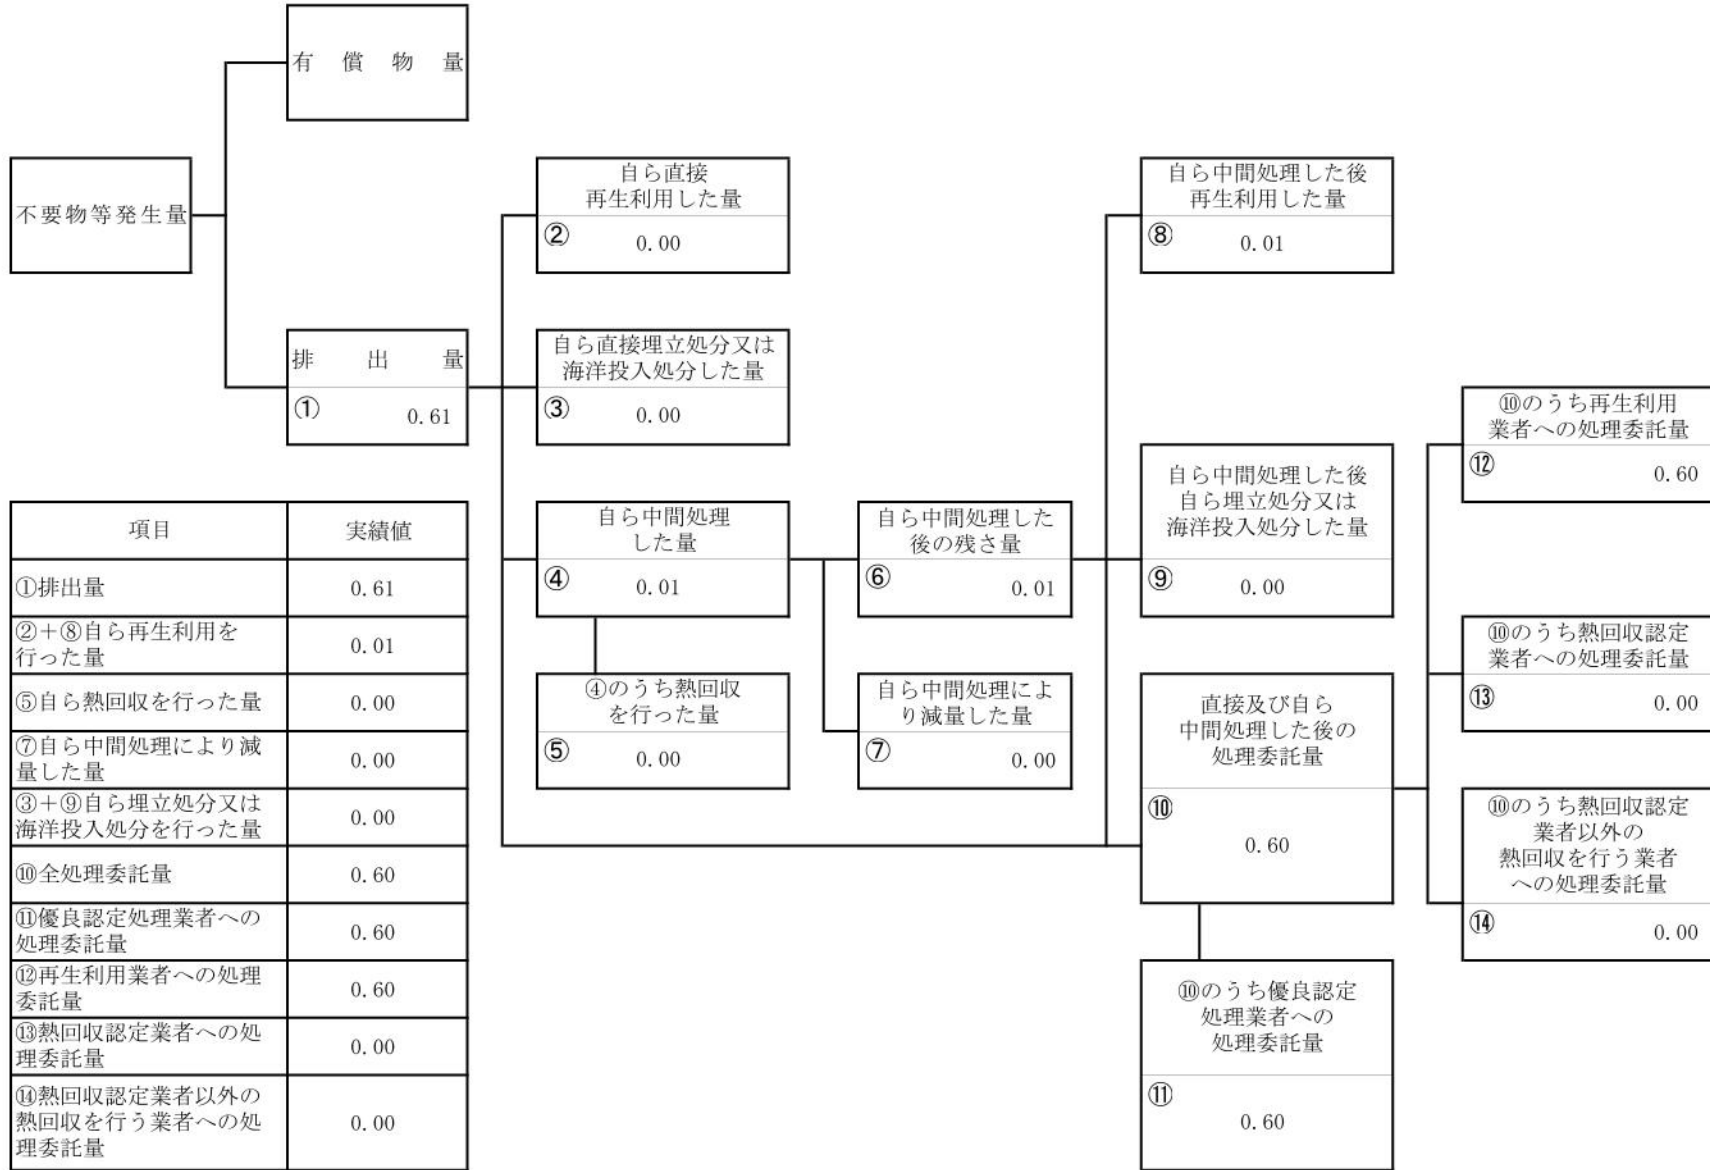 有償物量
不要物等発生量
排出量
① 0.61
自ら直接
再生利用した量
② 0.00
自ら直接埋立処分又は
海洋投入処分した量
③ 0.00
自ら中間処理
した量
④ 0.01
④のうち熱回収
を行った量
⑤ 0.00
自ら中間処理した
後の残さ量
⑥ 0.01
自ら中間処理によ
り減量した量
⑦ 0.00
自ら中間処理した後
再生利用した量
⑧ 0.01
自ら中間処理した後
自ら埋立処分又は
海洋投入処分した量
⑨ 0.00
直接及び自ら
中間処理した後の
処理委託量
⑩
0.60
⑩のうち優良認定
処理業者への
処理委託量
⑪
0.60
⑩のうち再生利用
業者への処理委託量
⑫ 0.60
⑩のうち熱回収認定
業者への処理委託量
⑬ 0.00
⑩のうち熱回収認定
業者以外の
熱回収を行う業者
への処理委託量
⑭ 0.00
項目 実績値
①排出量 0.61
②＋⑧自ら再生利用を
行った量 0.01
⑤自ら熱回収を行った量 0.00
⑦自ら中間処理により減
量した量 0.00
③＋⑨自ら埋立処分又は
海洋投入処分を行った量 0.00
⑩全処理委託量 0.60
⑪優良認定処理業者への
処理委託量 0.60
⑫再生利用業者への処理
委託量 0.60
⑬熱回収認定業者への処
理委託量 0.00
⑭熱回収認定業者以外の
熱回収を行う業者への処
理委託量 0.00